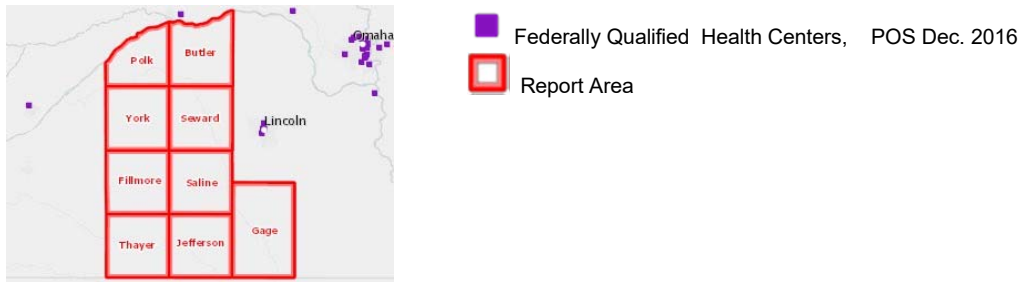 Omaha
Polk
Butler
York
Seward
Lincoln
Fillmore
Saline
Gage
Thayer
Jefferson
Federally Qualified Health Centers, POS Dec. 2016
Report Area